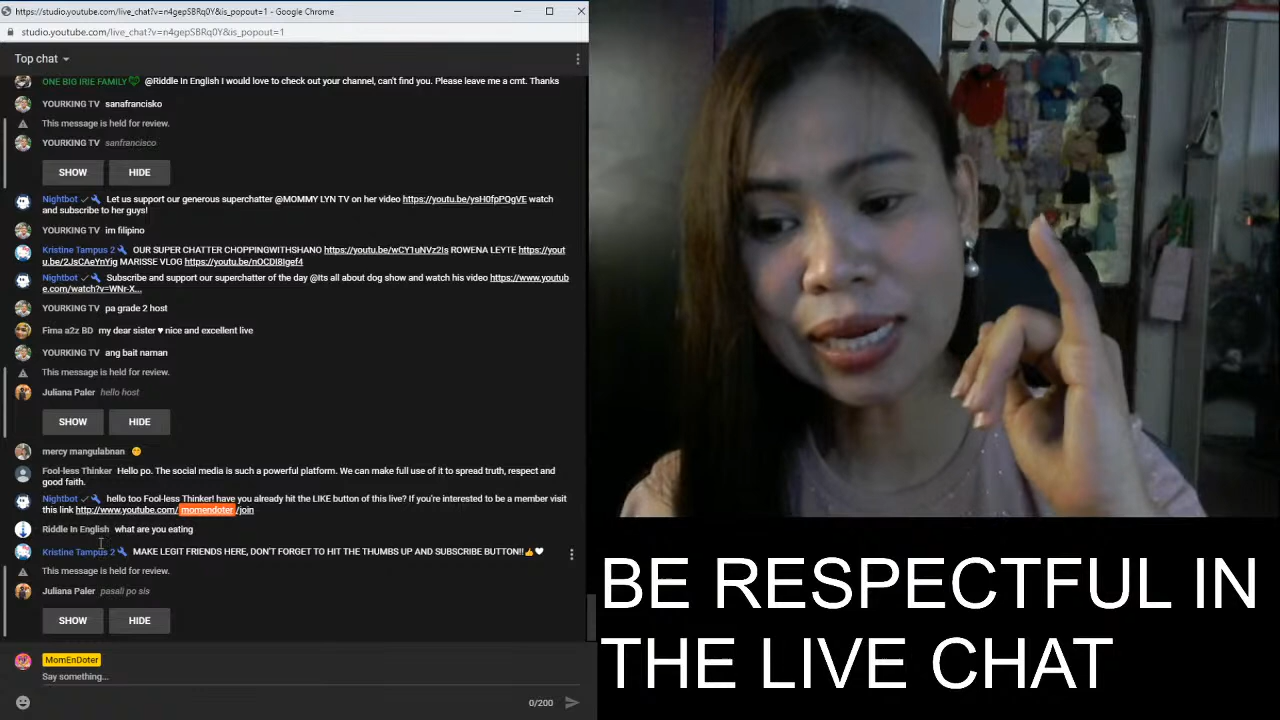 https://studio.youtube.com/live_chat?v=n4gepSBRq0Y&is_popout=1 - Google Chrome
studio.youtube.com/live_chat?v=n4gepSBRq0Y&is_popout=1
Top chat
ONE BIG IRIE FAMILY @Riddle In English I would love to check out your channel, can't find you. Please leave me a cmt. Thanks
YOURKING TV sanafrancisko
This message is held for review.
YOURKING TV sanfrancisco
SHOW HIDE
Nightbot Let us support our generous superchatter @MOMMY LYN TV on her video https://youtu.be/ysH0fpPQgVE watch
and subscribe to her guys!
YOURKING TV im filipino
Kristine Tampus 2 OUR SUPER CHATTER CHOPPINGWITHSHANO https://youtu.be/wCY1uNVz2Is ROWENA LEYTE https://yout
u.be/2JsCAeYnYig MARISSE VLOG https://youtu.be/nOCDI8Igef4
Nightbot Subscribe and support our superchatter of the day @Its all about dog show and watch his video https://www.youtub
e.com/watch?v=WNr-X...
YOURKING TV pa grade 2 host
Fima a2z BD my dear sister ♥ nice and excellent live
YOURKING TV ang bait naman
This message is held for review.
Juliana Paler hello host
SHOW HIDE
mercy mangulabnan
Fool-less Thinker Hello po. The social media is such a powerful platform. We can make full use of it to spread truth, respect and
good faith.
Nightbot hello too Fool-less Thinker! have you already hit the LIKE button of this live? If you're interested to be a member visit
this link http://www.youtube.com/momendoter/join
Riddle In English what are you eating
Kristine Tampus 2 MAKE LEGIT FRIENDS HERE, DON'T FORGET TO HIT THE THUMBS UP AND SUBSCRIBE BUTTON!!👍🤍
This message is held for review.
Juliana Paler pasali po sis
SHOW HIDE
MomEnDoter
Say something...
0/200
BE RESPECTFUL IN
THE LIVE CHAT